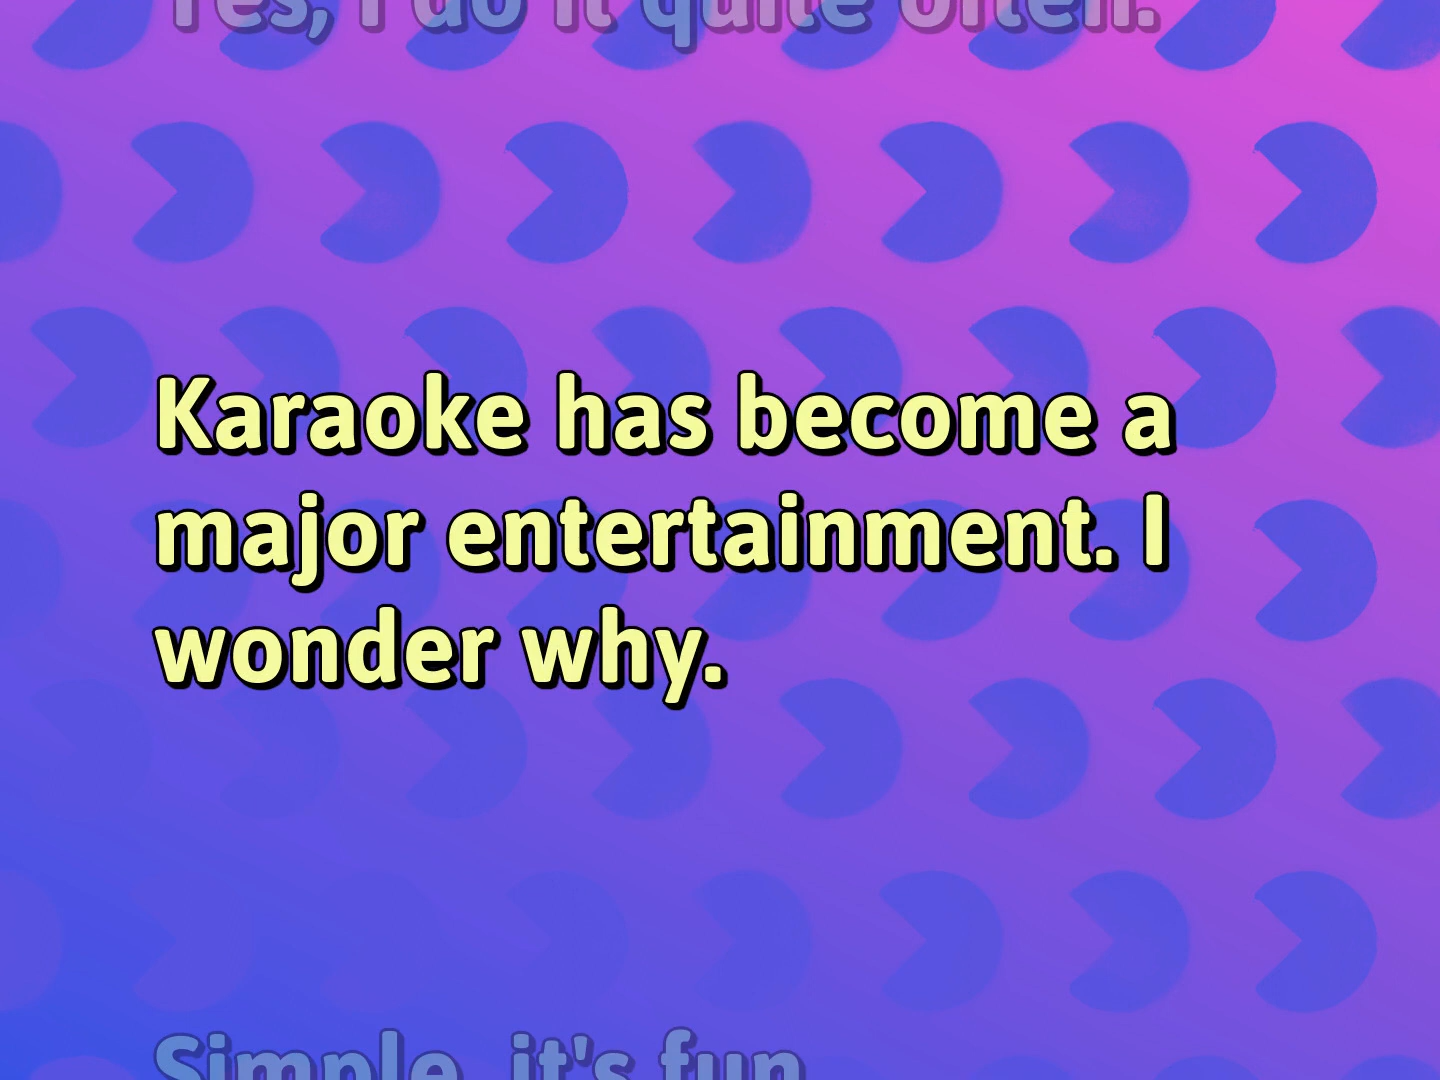 Yes, I do it quite often.
Karaoke has become a
major entertainment. I
wonder why.
Simple, it's fun